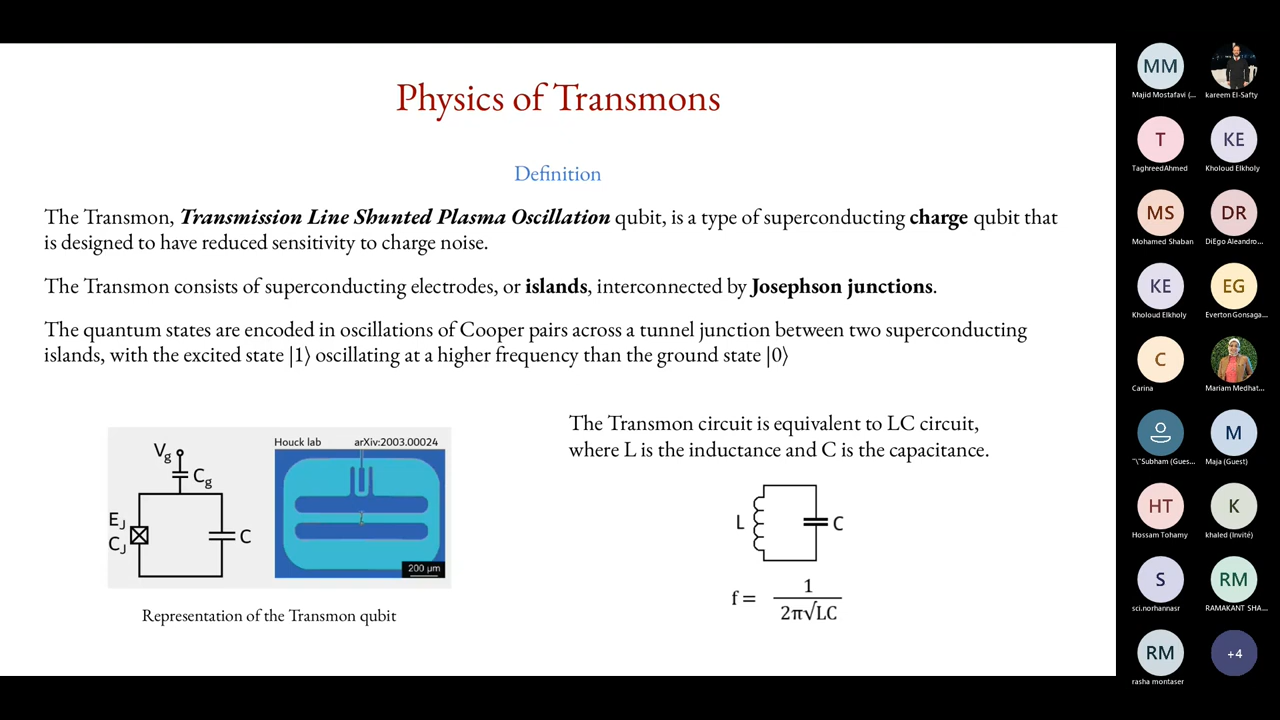 Physics of Transmons
Definition
The Transmon, Transmission Line Shunted Plasma Oscillation qubit, is a type of superconducting charge qubit that
is designed to have reduced sensitivity to charge noise.
The Transmon consists of superconducting electrodes, or islands, interconnected by Josephson junctions.
The quantum states are encoded in oscillations of Cooper pairs across a tunnel junction between two superconducting
islands, with the excited state |1⟩ oscillating at a higher frequency than the ground state |0⟩
Houck lab arXiv:2003.00024
Vg
Cg
EJ
CJ
C
200 μm
Representation of the Transmon qubit
The Transmon circuit is equivalent to LC circuit,
where L is the inductance and C is the capacitance.
L C
f = 1
2π√LC
MM
Majid Mostafavi (...
kareem El-Safty
T KE
TaghreedAhmed Kholoud Elkholy
MS DR
Mohamed Shaban DiEgo Aleandro...
KE EG
Kholoud Elkholy Everton Gonsaga...
C
Carina Mariam Medhat...
M
"\"Subham (Gues... Maja (Guest)
HT K
Hossam Tohamy khaled (Invité)
S RM
sci.norhannasr RAMAKANT SHA...
RM +4
rasha montaser